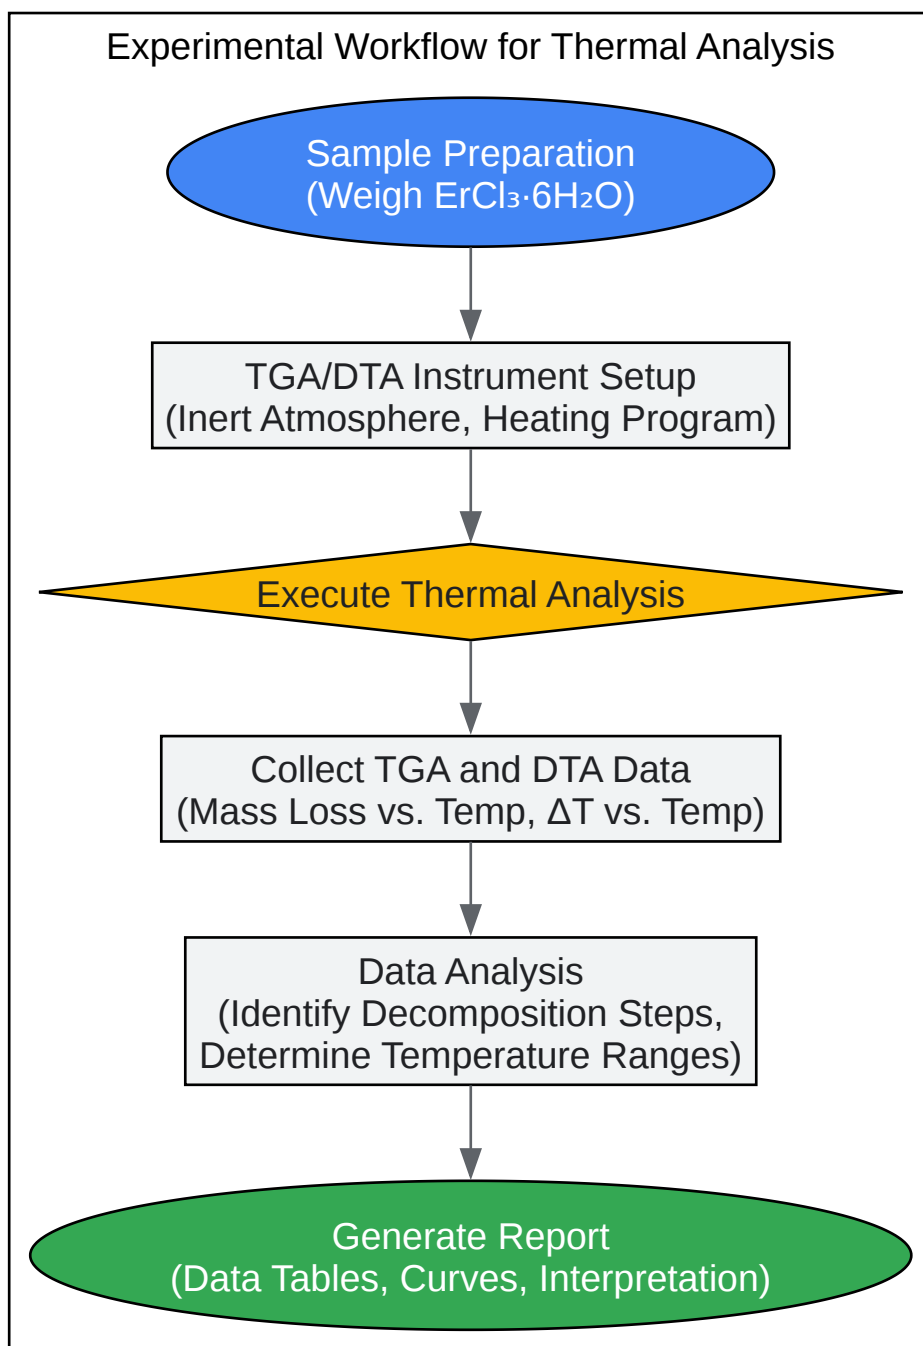 Experimental Workflow for Thermal Analysis
Sample Preparation
(Weigh ErCl₃·6H₂O)
TGA/DTA Instrument Setup
(Inert Atmosphere, Heating Program)
Execute Thermal Analysis
Collect TGA and DTA Data
(Mass Loss vs. Temp, ΔT vs. Temp)
Data Analysis
(Identify Decomposition Steps,
Determine Temperature Ranges)
Generate Report
(Data Tables, Curves, Interpretation)